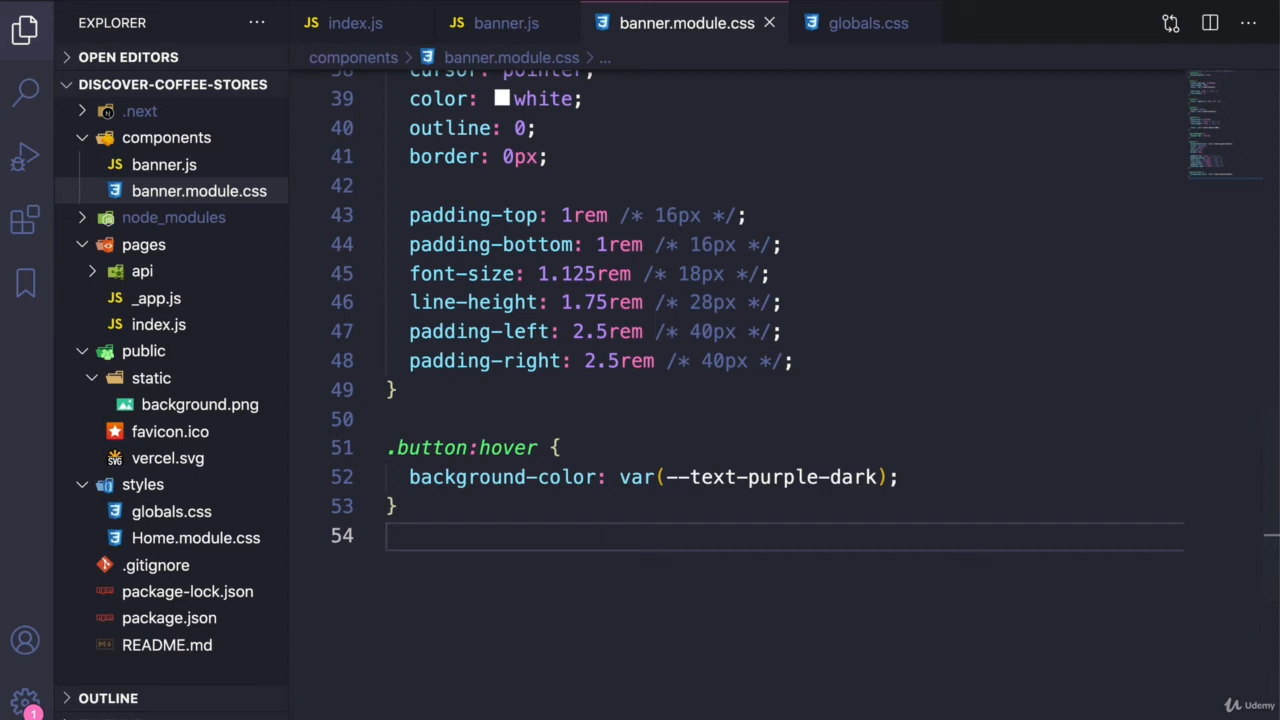 EXPLORER
index.js
banner.js
banner.module.css
globals.css
OPEN EDITORS
components > banner.module.css > ...
DISCOVER-COFFEE-STORES
.next
components
banner.js
banner.module.css
node_modules
pages
api
_app.js
index.js
public
static
background.png
favicon.ico
vercel.svg
styles
globals.css
Home.module.css
.gitignore
package-lock.json
package.json
README.md
OUTLINE
38 cursor: pointer;
39 color: white;
40 outline: 0;
41 border: 0px;
42
43 padding-top: 1rem /* 16px */;
44 padding-bottom: 1rem /* 16px */;
45 font-size: 1.125rem /* 18px */;
46 line-height: 1.75rem /* 28px */;
47 padding-left: 2.5rem /* 40px */;
48 padding-right: 2.5rem /* 40px */;
49 }
50
51 .button:hover {
52 background-color: var(--text-purple-dark);
53 }
54
1
Udemy